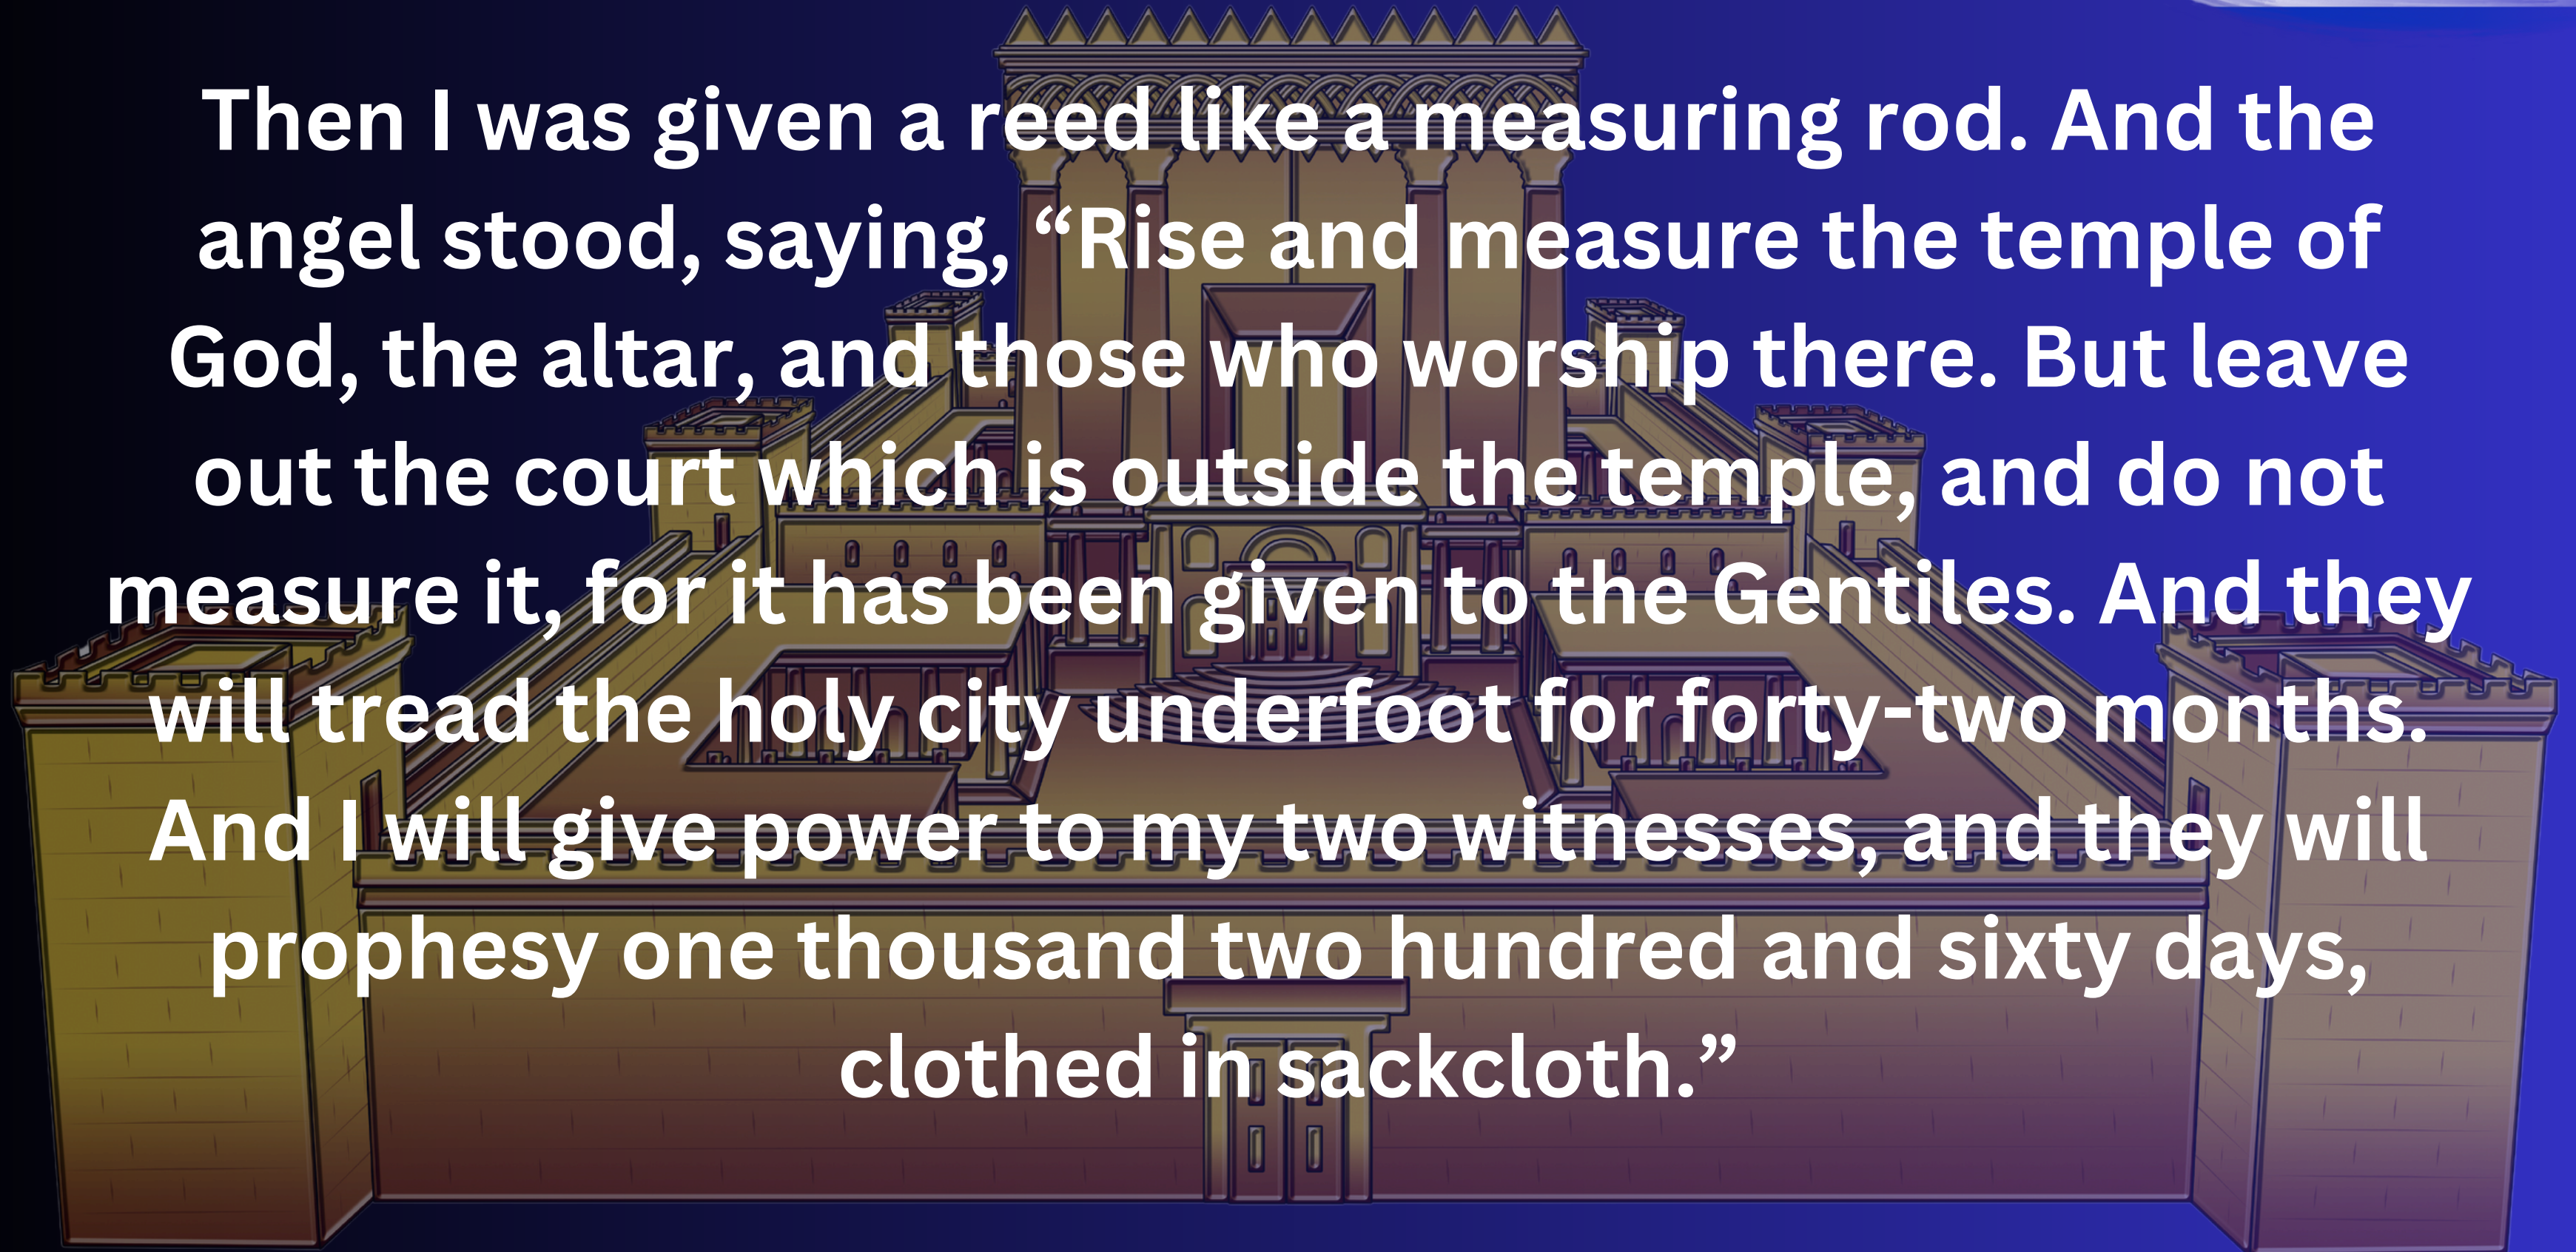 Then I was given a reed like a measuring rod. And the
angel stood, saying, “Rise and measure the temple of
God, the altar, and those who worship there. But leave
out the court which is outside the temple, and do not
measure it, for it has been given to the Gentiles. And they
will tread the holy city underfoot for forty-two months.
And I will give power to my two witnesses, and they will
prophesy one thousand two hundred and sixty days,
clothed in sackcloth.”